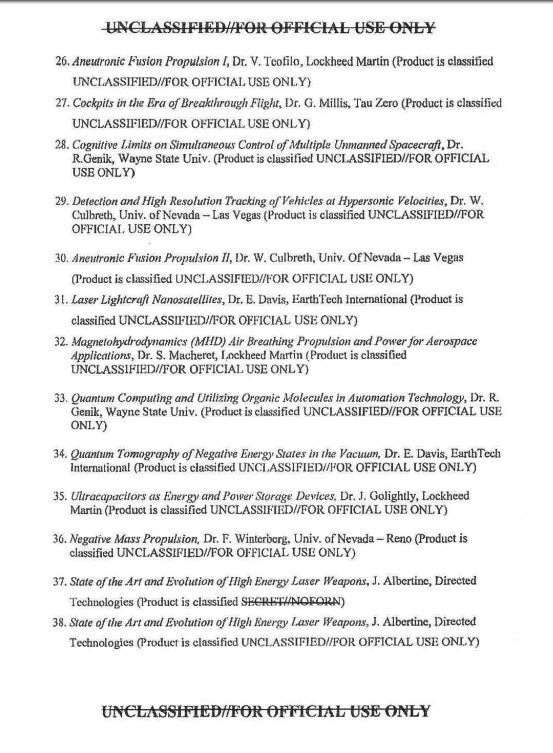 UNCLASSIFIED//FOR OFFICIAL USE ONLY
26. Aneutronic Fusion Propulsion I, Dr. V. Teofilo, Lockheed Martin (Product is classified
UNCLASSIFIED//FOR OFFICIAL USE ONLY)
27. Cockpits in the Era of Breakthrough Flight, Dr. G. Millis, Tau Zero (Product is classified
UNCLASSIFIED//FOR OFFICIAL USE ONLY)
28. Cognitive Limits on Simultaneous Control of Multiple Unmanned Spacecraft, Dr.
R.Genik, Wayne State Univ. (Product is classified UNCLASSIFIED//FOR OFFICIAL
USE ONLY)
29. Detection and High Resolution Tracking of Vehicles at Hypersonic Velocities, Dr. W.
Culbreth, Univ. of Nevada – Las Vegas (Product is classified UNCLASSIFIED//FOR
OFFICIAL USE ONLY)
30. Aneutronic Fusion Propulsion II, Dr. W. Culbreth, Univ. Of Nevada – Las Vegas
(Product is classified UNCLASSIFIED//FOR OFFICIAL USE ONLY)
31. Laser Lightcraft Nanosatellites, Dr. E. Davis, EarthTech International (Product is
classified UNCLASSIFIED//FOR OFFICIAL USE ONLY)
32. Magnetohydrodynamics (MHD) Air Breathing Propulsion and Power for Aerospace
Applications, Dr. S. Macheret, Lockheed Martin (Product is classified
UNCLASSIFIED//FOR OFFICIAL USE ONLY)
33. Quantum Computing and Utilizing Organic Molecules in Automation Technology, Dr. R.
Genik, Wayne State Univ. (Product is classified UNCLASSIFIED//FOR OFFICIAL USE
ONLY)
34. Quantum Tomography of Negative Energy States in the Vacuum, Dr. E. Davis, EarthTech
International (Product is classified UNCLASSIFIED//FOR OFFICIAL USE ONLY)
35. Ultracapacitors as Energy and Power Storage Devices, Dr. J. Golightly, Lockheed
Martin (Product is classified UNCLASSIFIED//FOR OFFICIAL USE ONLY)
36. Negative Mass Propulsion, Dr. F. Winterberg, Univ. of Nevada – Reno (Product is
classified UNCLASSIFIED//FOR OFFICIAL USE ONLY)
37. State of the Art and Evolution of High Energy Laser Weapons, J. Albertine, Directed
Technologies (Product is classified SECRET//NOFORN)
38. State of the Art and Evolution of High Energy Laser Weapons, J. Albertine, Directed
Technologies (Product is classified UNCLASSIFIED//FOR OFFICIAL USE ONLY)
UNCLASSIFIED//FOR OFFICIAL USE ONLY